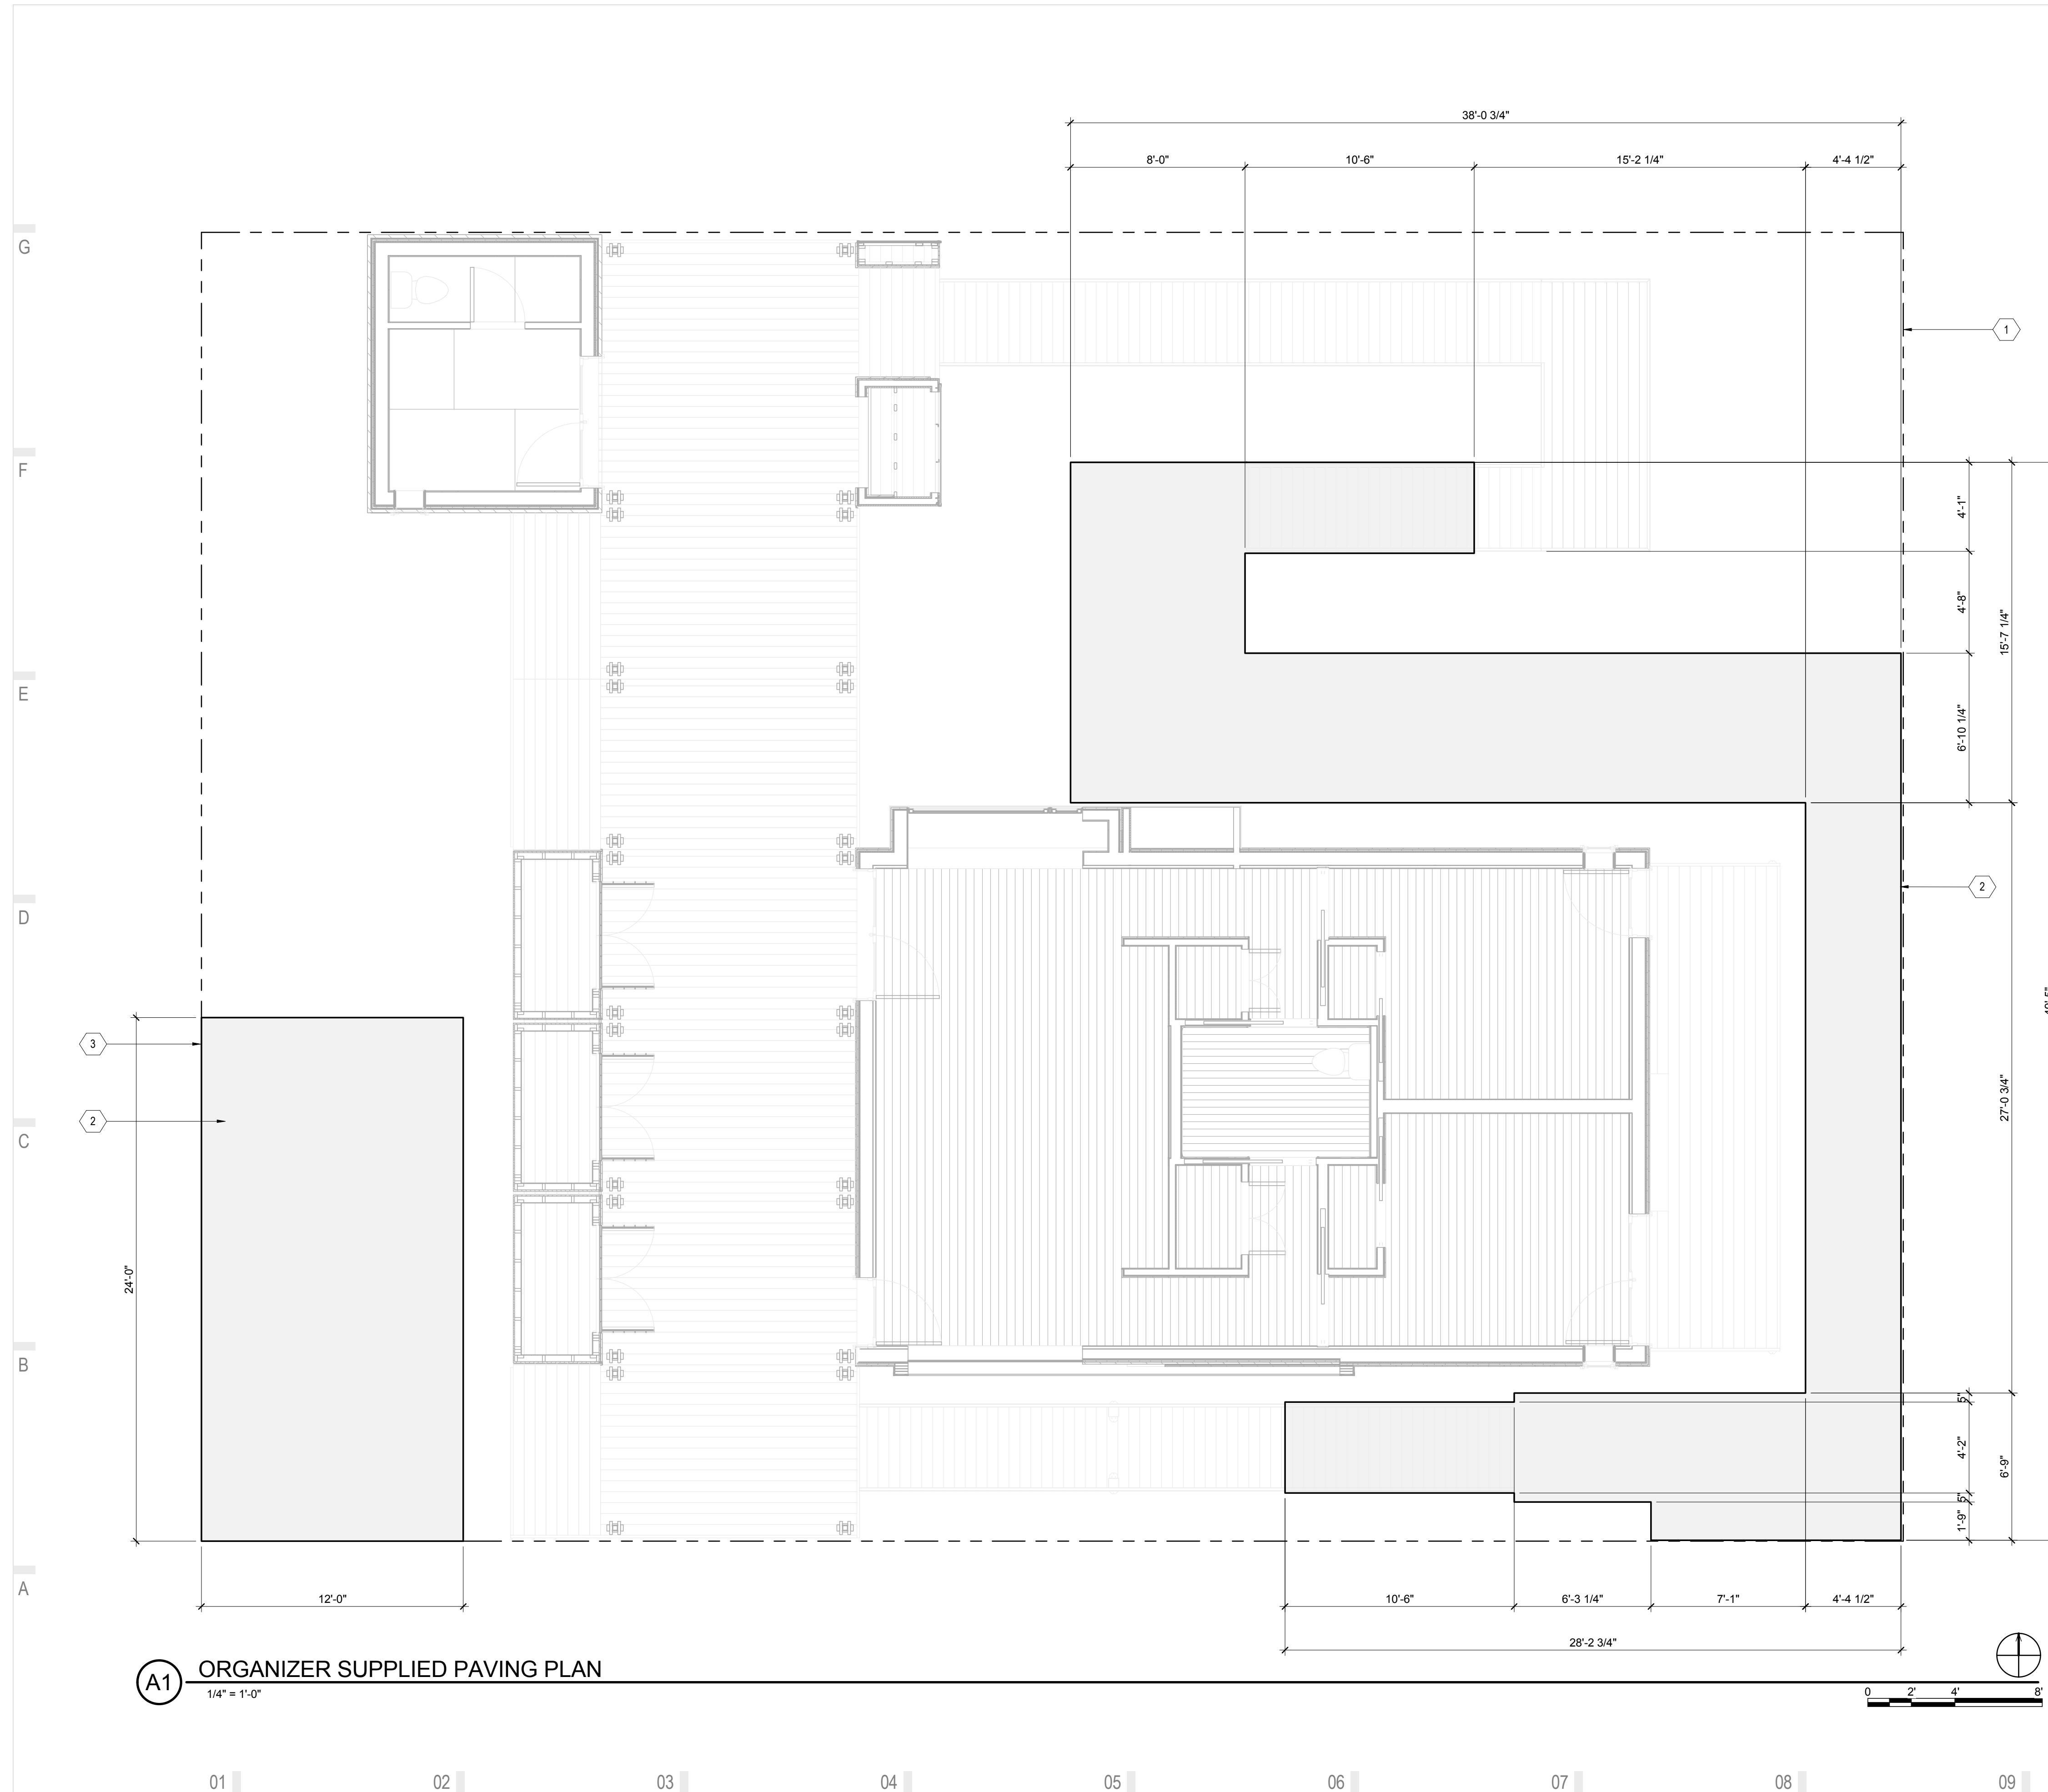 38'-0 3/4"
8'-0"
10'-6"
15'-2 1/4"
4'-4 1/2"
G
1
F
4'-1"
4'-8"
15'-7 1/4"
E
6'-10 1/4"
2
D
3
2
C
27'-0 3/4"
24'-0"
B
5"
4'-2"
6'-9"
5"
1'-9"
A
12'-0"
10'-6"
6'-3 1/4"
7'-1"
4'-4 1/2"
28'-2 3/4"
A1
ORGANIZER SUPPLIED PAVING PLAN
1/4" = 1'-0"
0 2' 4' 8'
01 02 03 04 05 06 07 08 09